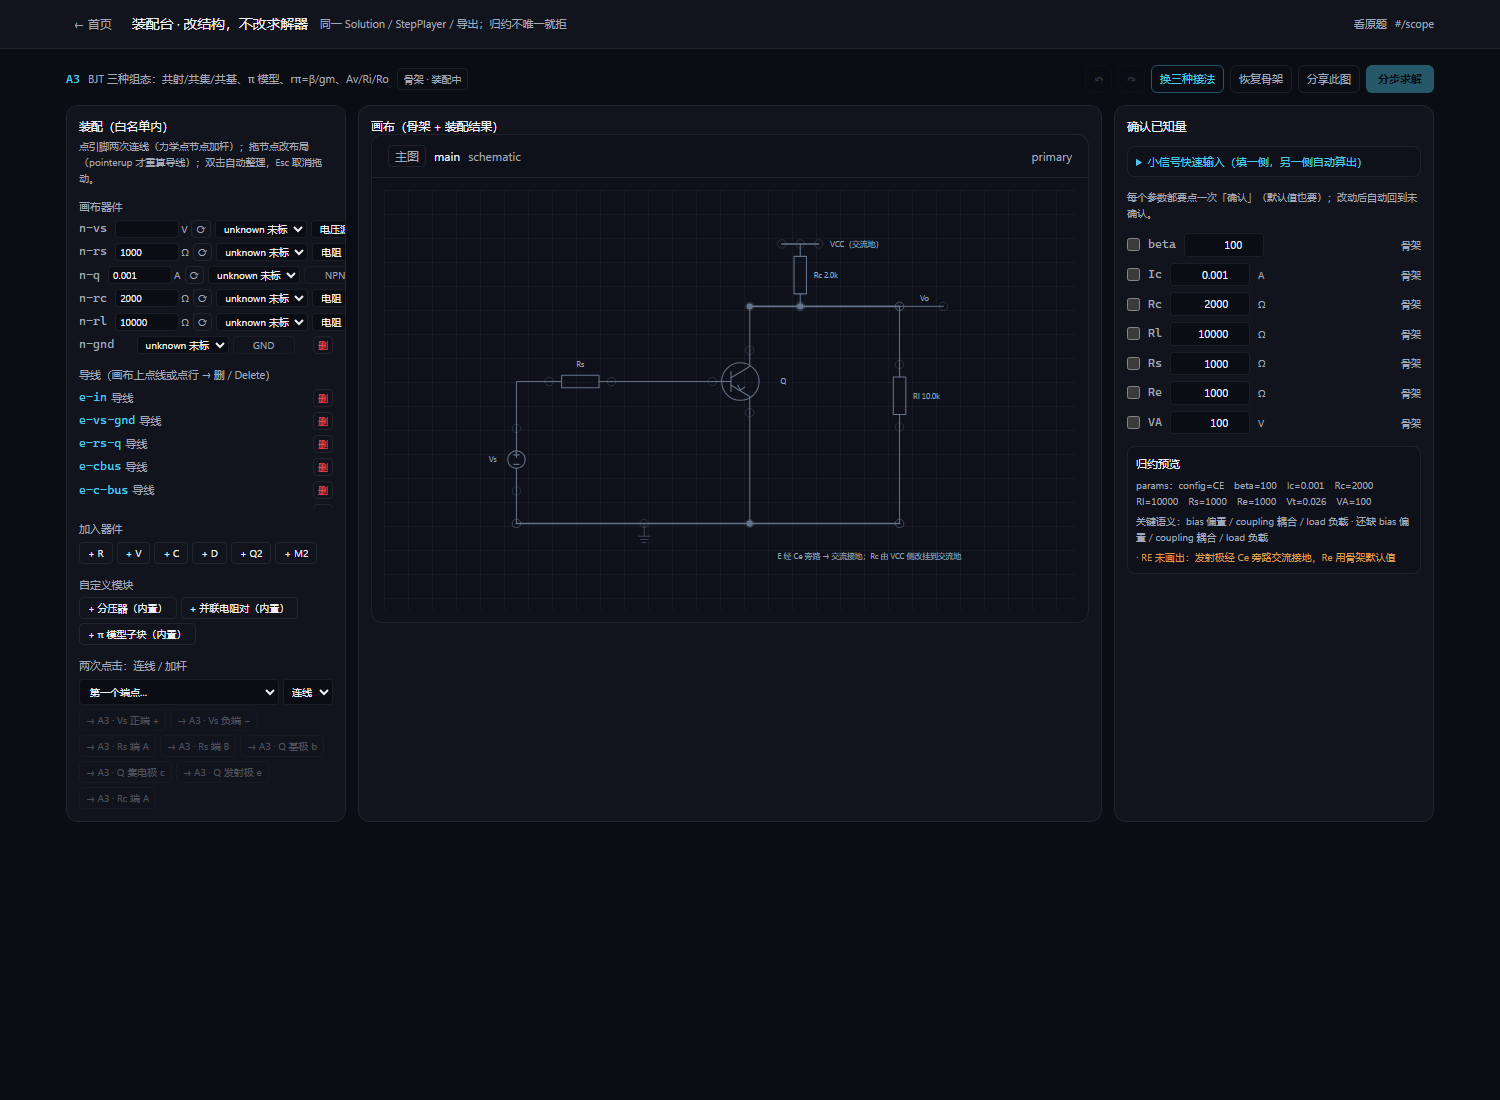 ← 首页 装配台 · 改结构，不改求解器 同一 Solution / StepPlayer / 导出；归约不唯一就拒 看原题 #/scope
A3 BJT 三种组态：共射/共集/共基、π 模型、rπ=β/gm、Av/Ri/Ro 骨架 · 装配中 换三种接法 恢复骨架 分享此图 分步求解
装配（白名单内）
点引脚两次连线（力学点节点加杆）；拖节点改布局
（pointerup 才重算导线）；双击自动整理，Esc 取消拖
动。
画布器件
n-vs V unknown 未标 电压源
n-rs 1000 Ω unknown 未标 电阻
n-q 0.001 A unknown 未标 NPN
n-rc 2000 Ω unknown 未标 电阻
n-rl 10000 Ω unknown 未标 电阻
n-gnd unknown 未标 GND 删
导线（画布上点线或点行 → 删 / Delete）
e-in 导线 删
e-vs-gnd 导线 删
e-rs-q 导线 删
e-cbus 导线 删
e-c-bus 导线 删
加入器件
+ R + V + C + D + Q2 + M2
自定义模块
+ 分压器（内置） + 并联电阻对（内置）
+ π 模型子块（内置）
两次点击：连线 / 加杆
第一个端点... 连线
→ A3 · Vs 正端 + → A3 · Vs 负端 −
→ A3 · Rs 端 A → A3 · Rs 端 B → A3 · Q 基极 b
→ A3 · Q 集电极 c → A3 · Q 发射极 e
→ A3 · Rc 端 A
画布（骨架 + 装配结果）
主图 main schematic primary
VCC（交流地）
Rc 2.0k
Vo
Rs
Q
Rl 10.0k
Vs
E 经 Ce 旁路 → 交流接地；Rc 由 VCC 侧改挂到交流地
确认已知量
▶ 小信号快速输入（填一侧，另一侧自动算出）
每个参数都要点一次「确认」（默认值也要）；改动后自动回到未
确认。
beta 100 骨架
Ic 0.001 A 骨架
Rc 2000 Ω 骨架
Rl 10000 Ω 骨架
Rs 1000 Ω 骨架
Re 1000 Ω 骨架
VA 100 V 骨架
归约预览
params：config=CE beta=100 Ic=0.001 Rc=2000
Rl=10000 Rs=1000 Re=1000 Vt=0.026 VA=100
关键语义：bias 偏置 / coupling 耦合 / load 负载 · 还缺 bias 偏
置 / coupling 耦合 / load 负载
· RE 未画出：发射极经 Ce 旁路交流接地，Re 用骨架默认值